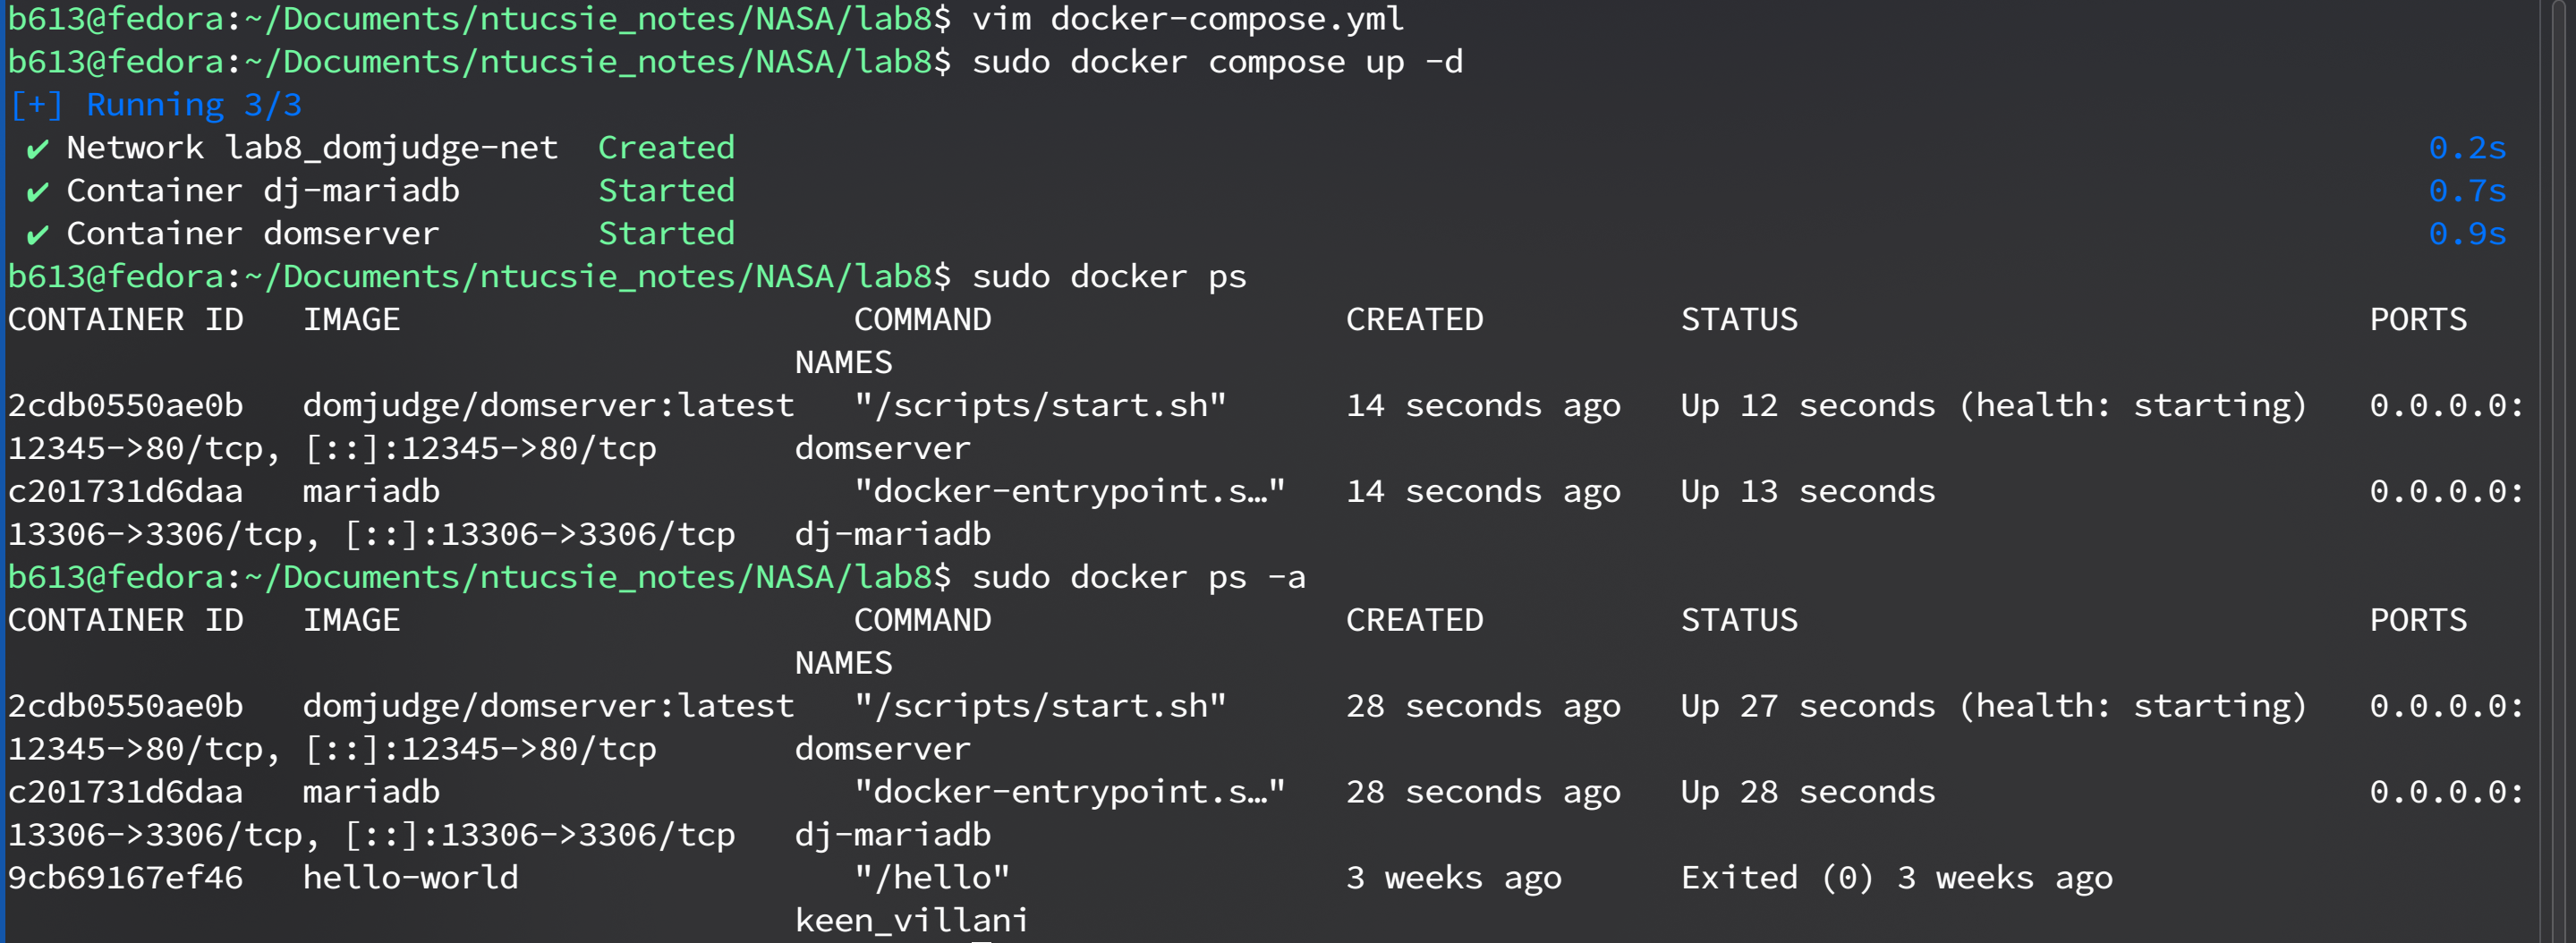 b613@fedora:~/Documents/ntucsie_notes/NASA/lab8$ vim docker-compose.yml
b613@fedora:~/Documents/ntucsie_notes/NASA/lab8$ sudo docker compose up -d
[+] Running 3/3
✔ Network lab8_domjudge-net  Created 0.2s
✔ Container dj-mariadb       Started 0.7s
✔ Container domserver        Started 0.9s
b613@fedora:~/Documents/ntucsie_notes/NASA/lab8$ sudo docker ps
CONTAINER ID   IMAGE                       COMMAND                  CREATED          STATUS                             PORTS
NAMES
2cdb0550ae0b   domjudge/domserver:latest   "/scripts/start.sh"      14 seconds ago   Up 12 seconds (health: starting)   0.0.0.0:
12345->80/tcp, [::]:12345->80/tcp       domserver
c201731d6daa   mariadb                     "docker-entrypoint.s…"   14 seconds ago   Up 13 seconds                      0.0.0.0:
13306->3306/tcp, [::]:13306->3306/tcp   dj-mariadb
b613@fedora:~/Documents/ntucsie_notes/NASA/lab8$ sudo docker ps -a
CONTAINER ID   IMAGE                       COMMAND                  CREATED          STATUS                             PORTS
NAMES
2cdb0550ae0b   domjudge/domserver:latest   "/scripts/start.sh"      28 seconds ago   Up 27 seconds (health: starting)   0.0.0.0:
12345->80/tcp, [::]:12345->80/tcp       domserver
c201731d6daa   mariadb                     "docker-entrypoint.s…"   28 seconds ago   Up 28 seconds                      0.0.0.0:
13306->3306/tcp, [::]:13306->3306/tcp   dj-mariadb
9cb69167ef46   hello-world                 "/hello"                 3 weeks ago      Exited (0) 3 weeks ago
keen_villani